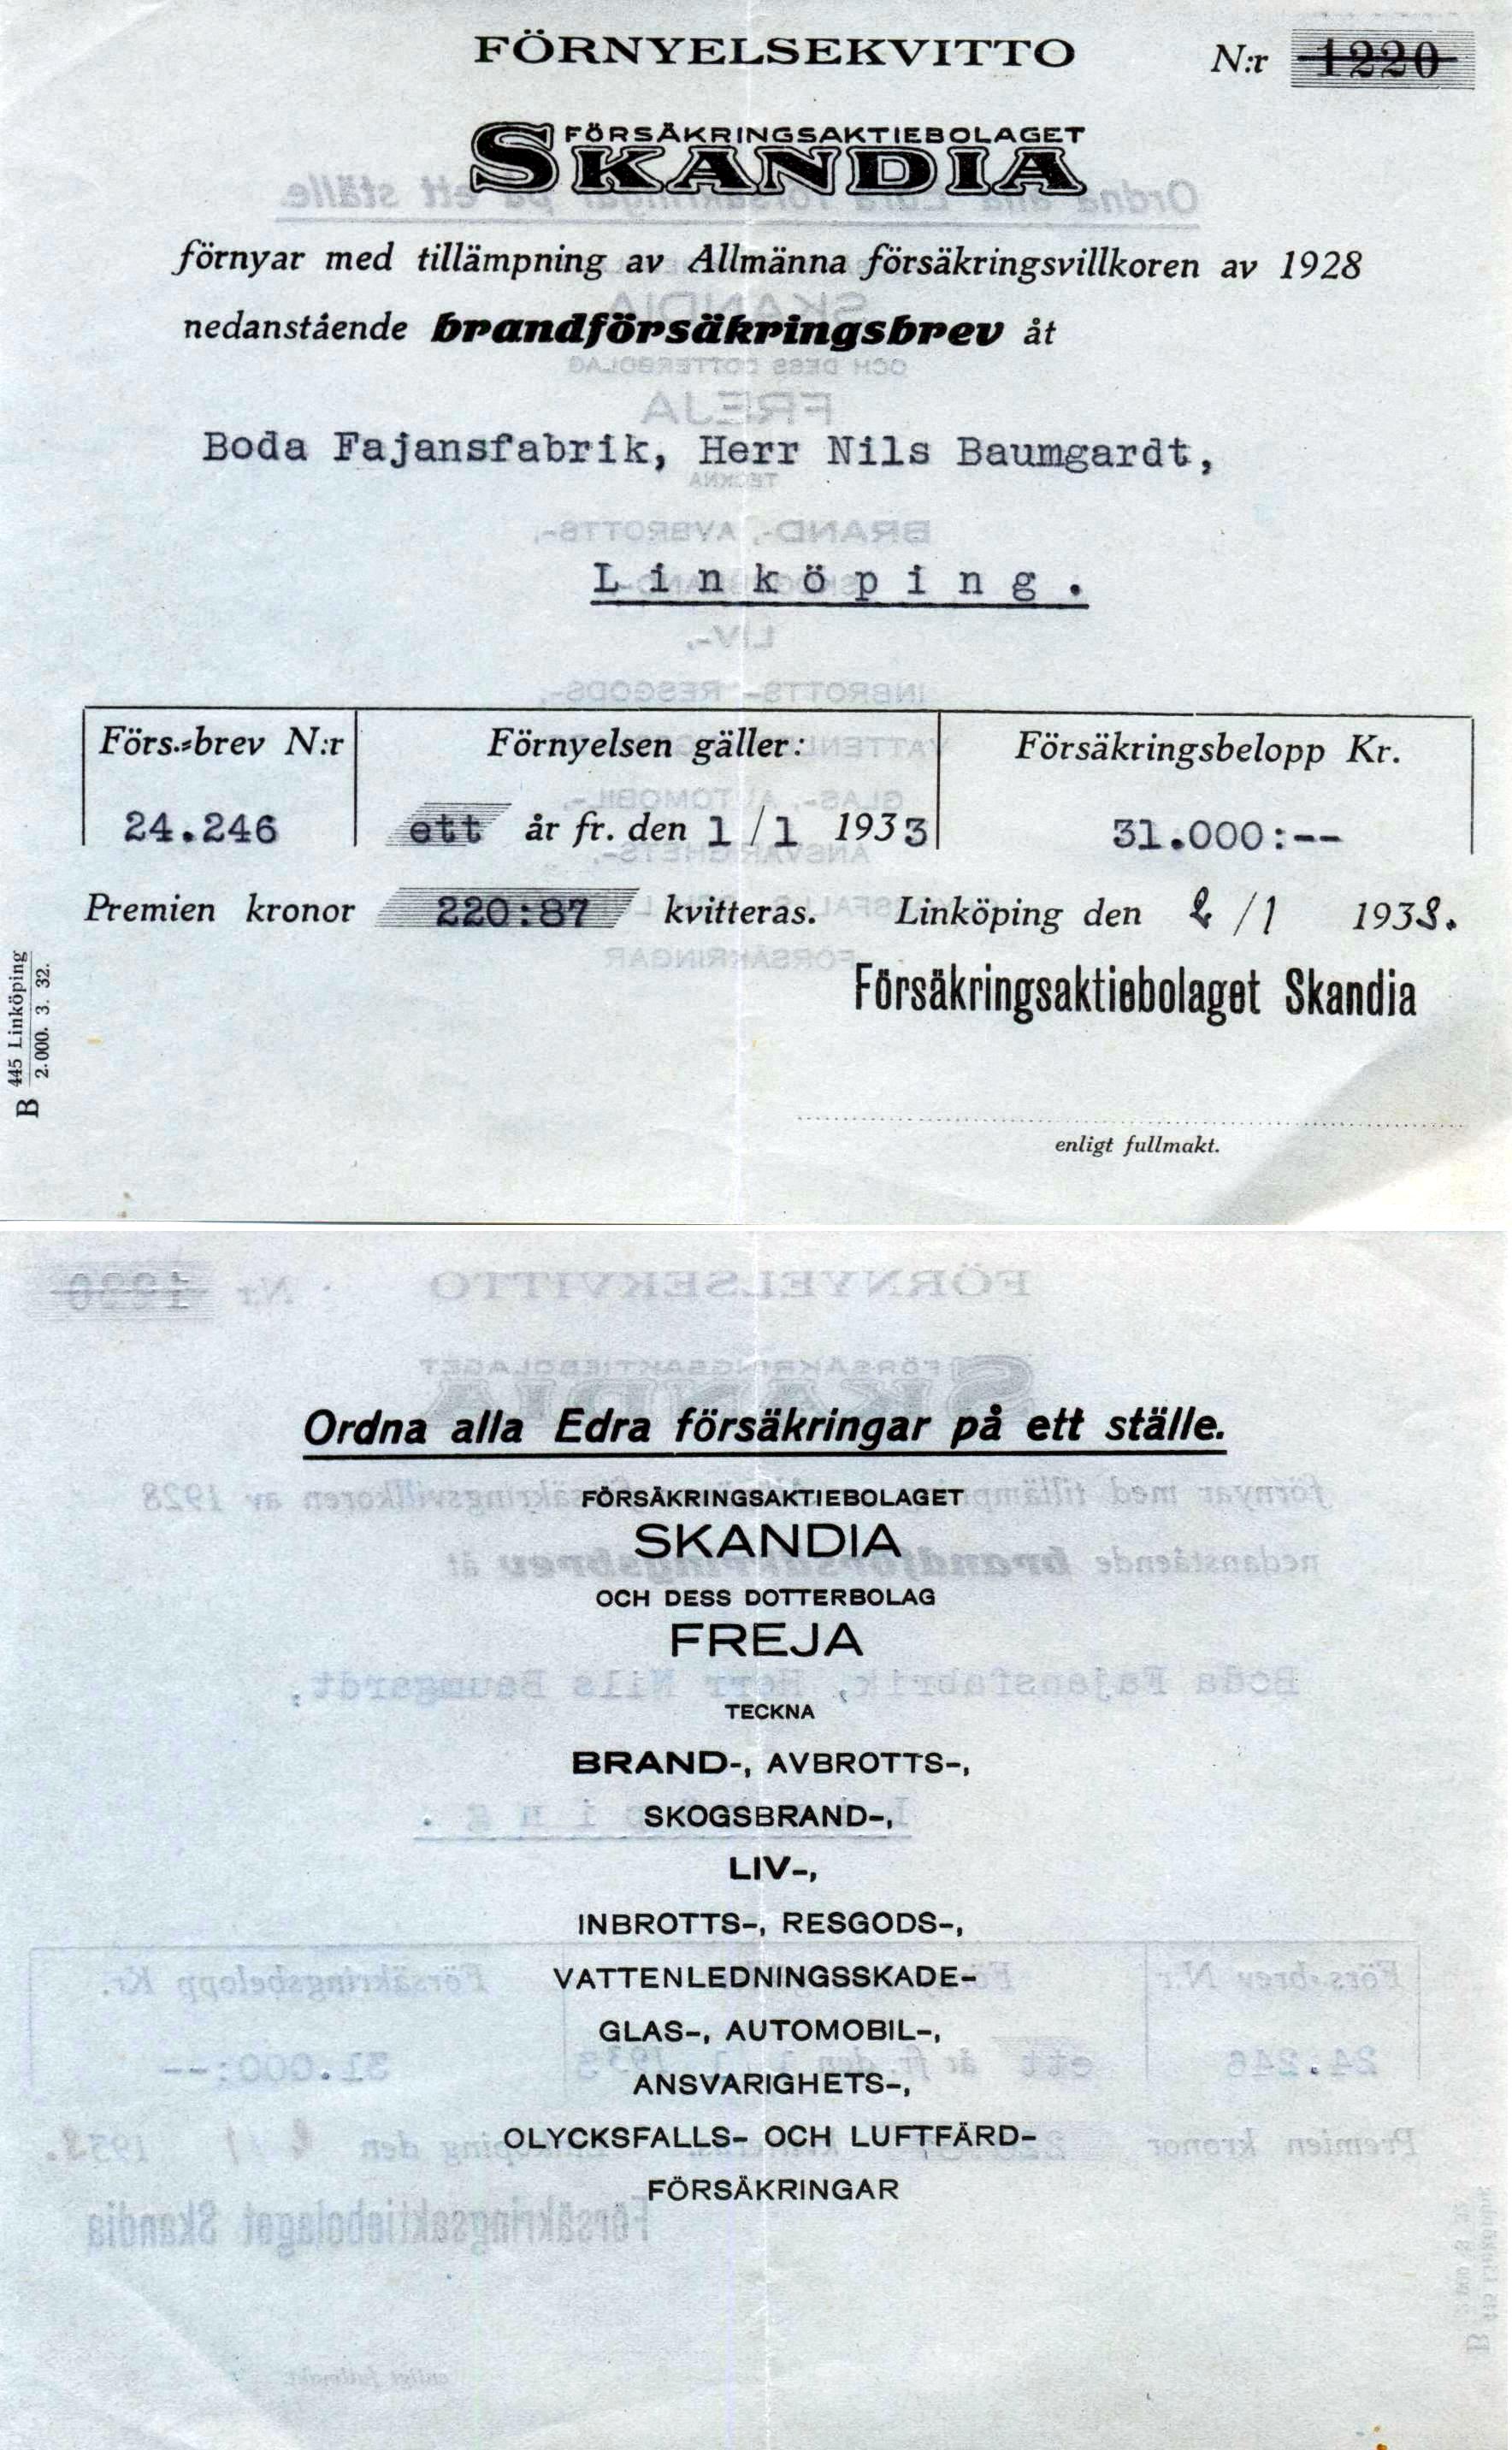 FÖRNYELSEKVITTO N:r 1220
FÖRSÄKRINGSAKTIEBOLAGET
SKANDIA
förnyar med tillämpning av Allmänna försäkringsvillkoren av 1928
nedanstående brandförsäkringsbrev åt
Boda Fajansfabrik, Herr Nils Baumgardt,
Linköping.
Förs.-brev N:r Förnyelsen gäller: Försäkringsbelopp Kr.
24.246 ett år fr. den 1/1 1933 31.000:--
Premien kronor 220:87 kvitteras. Linköping den 2/1 1933.
Försäkringsaktiebolaget Skandia
enligt fullmakt.
B 445 Linköping
2.000. 3. 32.
Ordna alla Edra försäkringar på ett ställe.
FÖRSÄKRINGSAKTIEBOLAGET
SKANDIA
OCH DESS DOTTERBOLAG
FREJA
TECKNA
BRAND-, AVBROTTS-,
SKOGSBRAND-,
LIV-,
INBROTTS-, RESGODS-,
VATTENLEDNINGSSKADE-
GLAS-, AUTOMOBIL-,
ANSVARIGHETS-,
OLYCKSFALLS- OCH LUFTFÄRD-
FÖRSÄKRINGAR